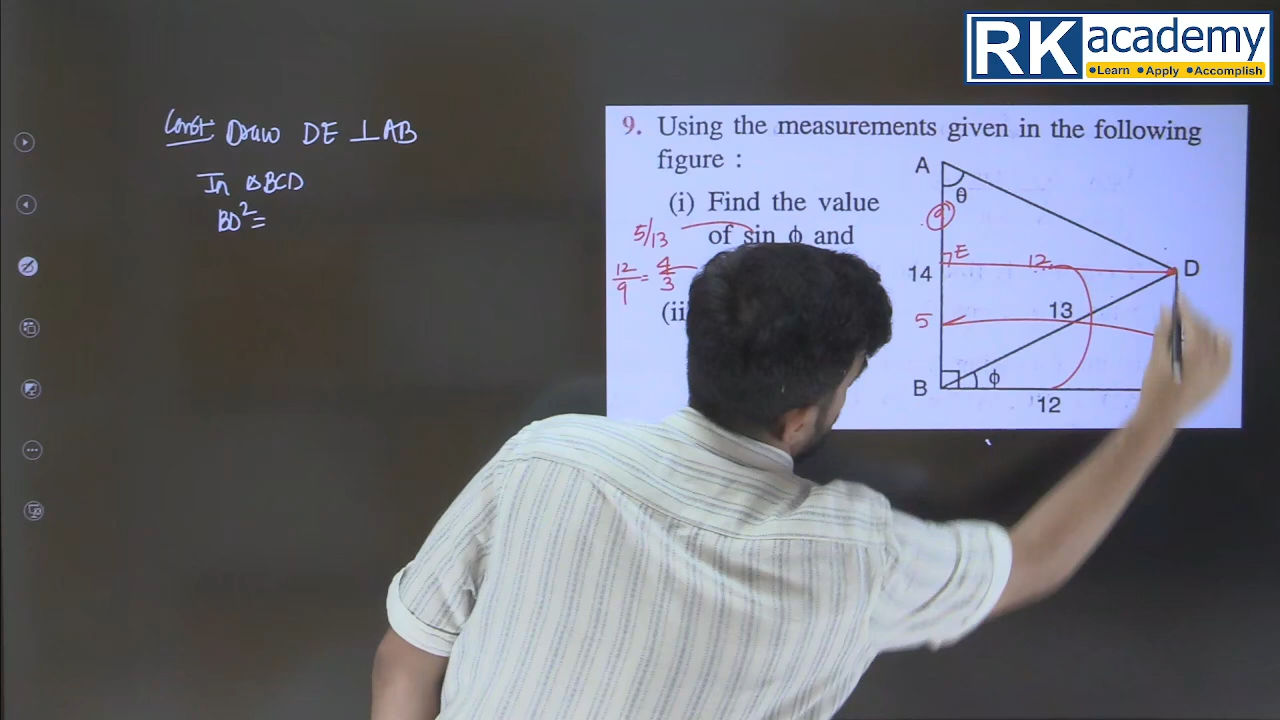 RK academy
•Learn •Apply •Accomplish
Const: Draw DE ⊥ AB
In ΔBCD
BD²=
9. Using the measurements given in the following
figure :
(i) Find the value
of sin ϕ and
(ii
5/13
12/9 = 4/3
A
θ
9
E
12
D
14
13
5
B
ϕ
12